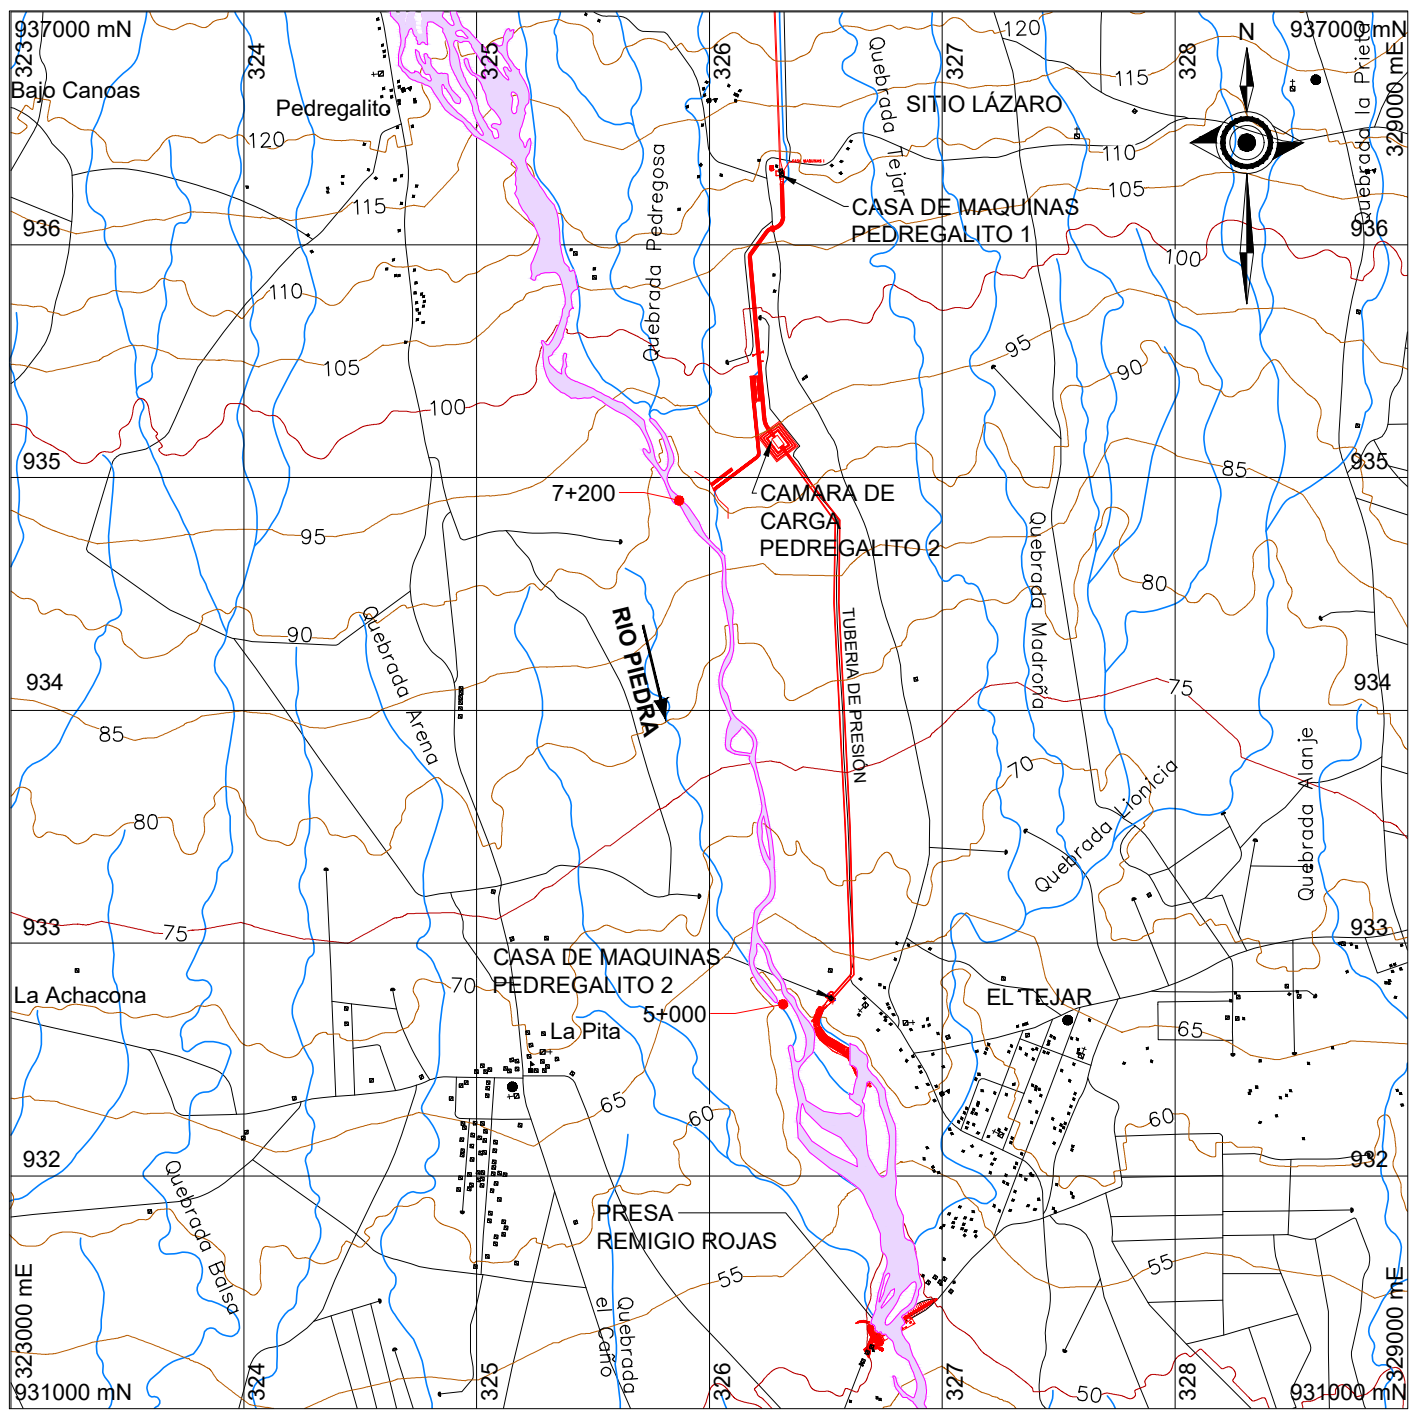 937000 mN
323
324
325
326
327
328
937000 mN
329000 mE
N
Bajo Canoas
Pedregalito
SITIO LÁZARO
Quebrada Tejar
Quebrada la Prieta
120
115
110
105
120
115
110
105
100
95
90
85
80
75
70
65
60
55
50
CASA DE MAQUINAS
PEDREGALITO 1
936
936
Quebrada Pedregosa
100
935
935
7+200
CAMARA DE
CARGA
PEDREGALITO 2
95
90
85
80
75
70
65
60
55
RIO PIEDRA
TUBERIA DE PRESIÓN
Quebrada Arena
Quebrada Madroña
934
934
Quebrada Lionicia
Quebrada Alanje
933
933
CASA DE MAQUINAS
PEDREGALITO 2
5+000
La Achacona
La Pita
EL TEJAR
932
932
Quebrada Balsa
PRESA
REMIGIO ROJAS
Quebrada
el Caño
323000 mE
931000 mN
324
325
326
327
328
931000 mN
329000 mE